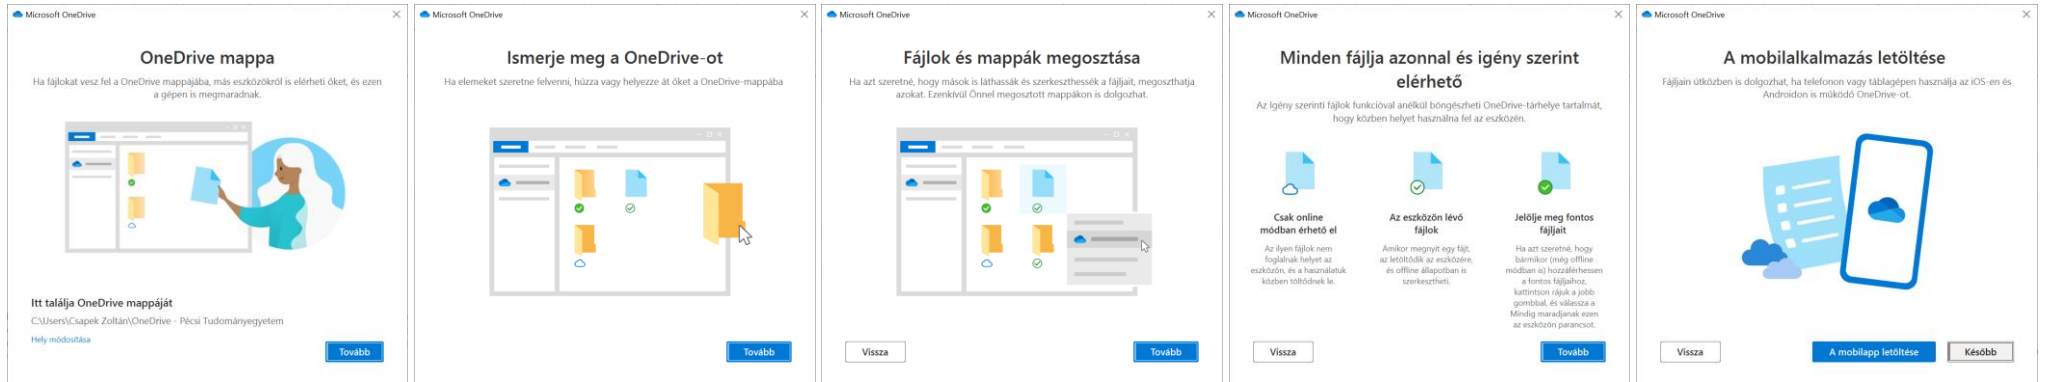 Microsoft OneDrive
OneDrive mappa
Ha fájlokat vesz fel a OneDrive mappájába, más eszközökről is elérheti őket, és ezen
a gépen is megmaradnak.
Itt találja OneDrive mappáját
C:\Users\Csapek Zoltán\OneDrive - Pécsi Tudományegyetem
Hely módosítása
Tovább
Microsoft OneDrive
Ismerje meg a OneDrive-ot
Ha elemeket szeretne felvenni, húzza vagy helyezze át őket a OneDrive-mappába
Tovább
Microsoft OneDrive
Fájlok és mappák megosztása
Ha azt szeretné, hogy mások is láthassák és szerkeszthessék a fájljait, megoszthatja
azokat. Ezenkívül Önnel megosztott mappákon is dolgozhat.
Vissza
Tovább
Microsoft OneDrive
Minden fájlja azonnal és igény szerint
elérhető
Az Igény szerinti fájlok funkcióval anélkül böngészheti OneDrive-tárhelye tartalmát,
hogy közben helyet használna fel az eszközén.
Csak online
módban érhető el
Az ilyen fájlok nem
foglalnak helyet az
eszközön, és a használatuk
közben töltődnek le.
Az eszközön lévő
fájlok
Amikor megnyit egy fájt,
az letöltődik az eszközére,
és offline állapotban is
szerkesztheti.
Jelölje meg fontos
fájljait
Ha azt szeretné, hogy
bármikor (még offline
módban is) hozzáférhessen
a fontos fájljaihoz,
kattintson rájuk a jobb
gombbal, és válassza a
Mindig maradjanak ezen
az eszközön parancsot.
Vissza
Tovább
Microsoft OneDrive
A mobilalkalmazás letöltése
Fájljain útközben is dolgozhat, ha telefonon vagy táblagépen használja az iOS-en és
Androidon is működő OneDrive-ot.
Vissza
A mobilapp letöltése
Később